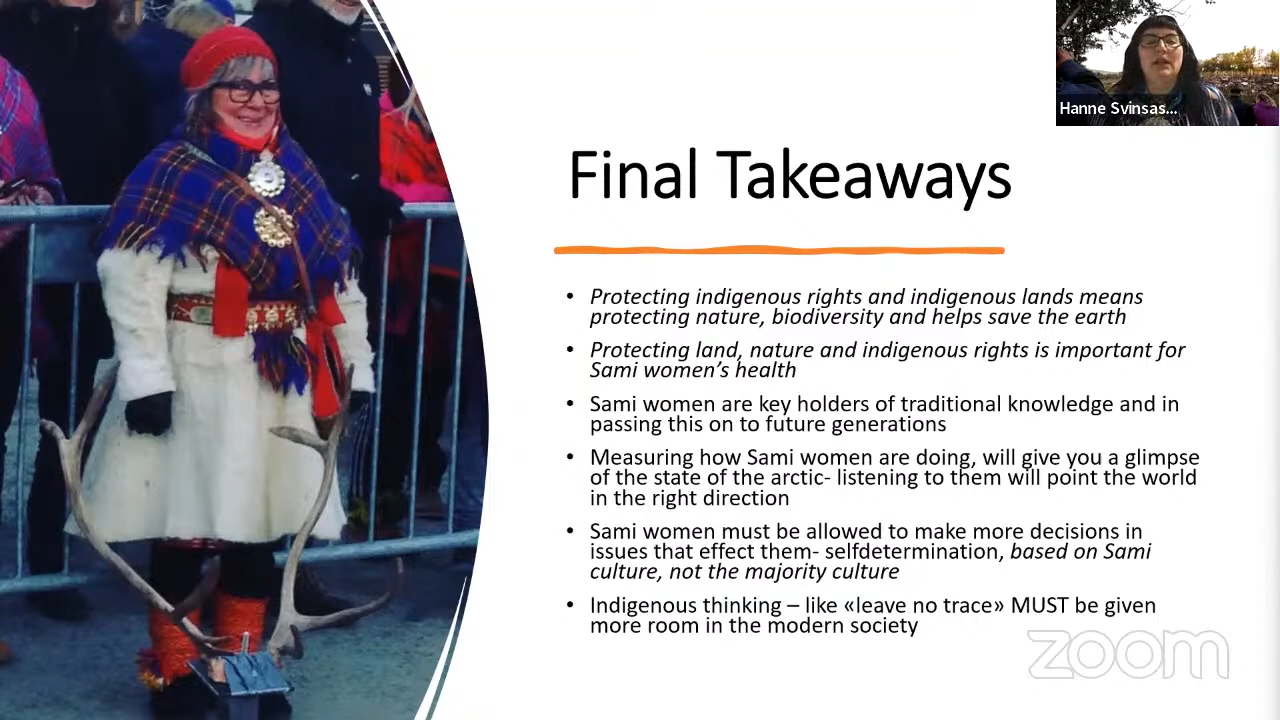 Hanne Svinsas...
Final Takeaways
• Protecting indigenous rights and indigenous lands means
protecting nature, biodiversity and helps save the earth
• Protecting land, nature and indigenous rights is important for
Sami women's health
• Sami women are key holders of traditional knowledge and in
passing this on to future generations
• Measuring how Sami women are doing, will give you a glimpse
of the state of the arctic- listening to them will point the world
in the right direction
• Sami women must be allowed to make more decisions in
issues that effect them- selfdetermination, based on Sami
culture, not the majority culture
• Indigenous thinking – like «leave no trace» MUST be given
more room in the modern society
zoom